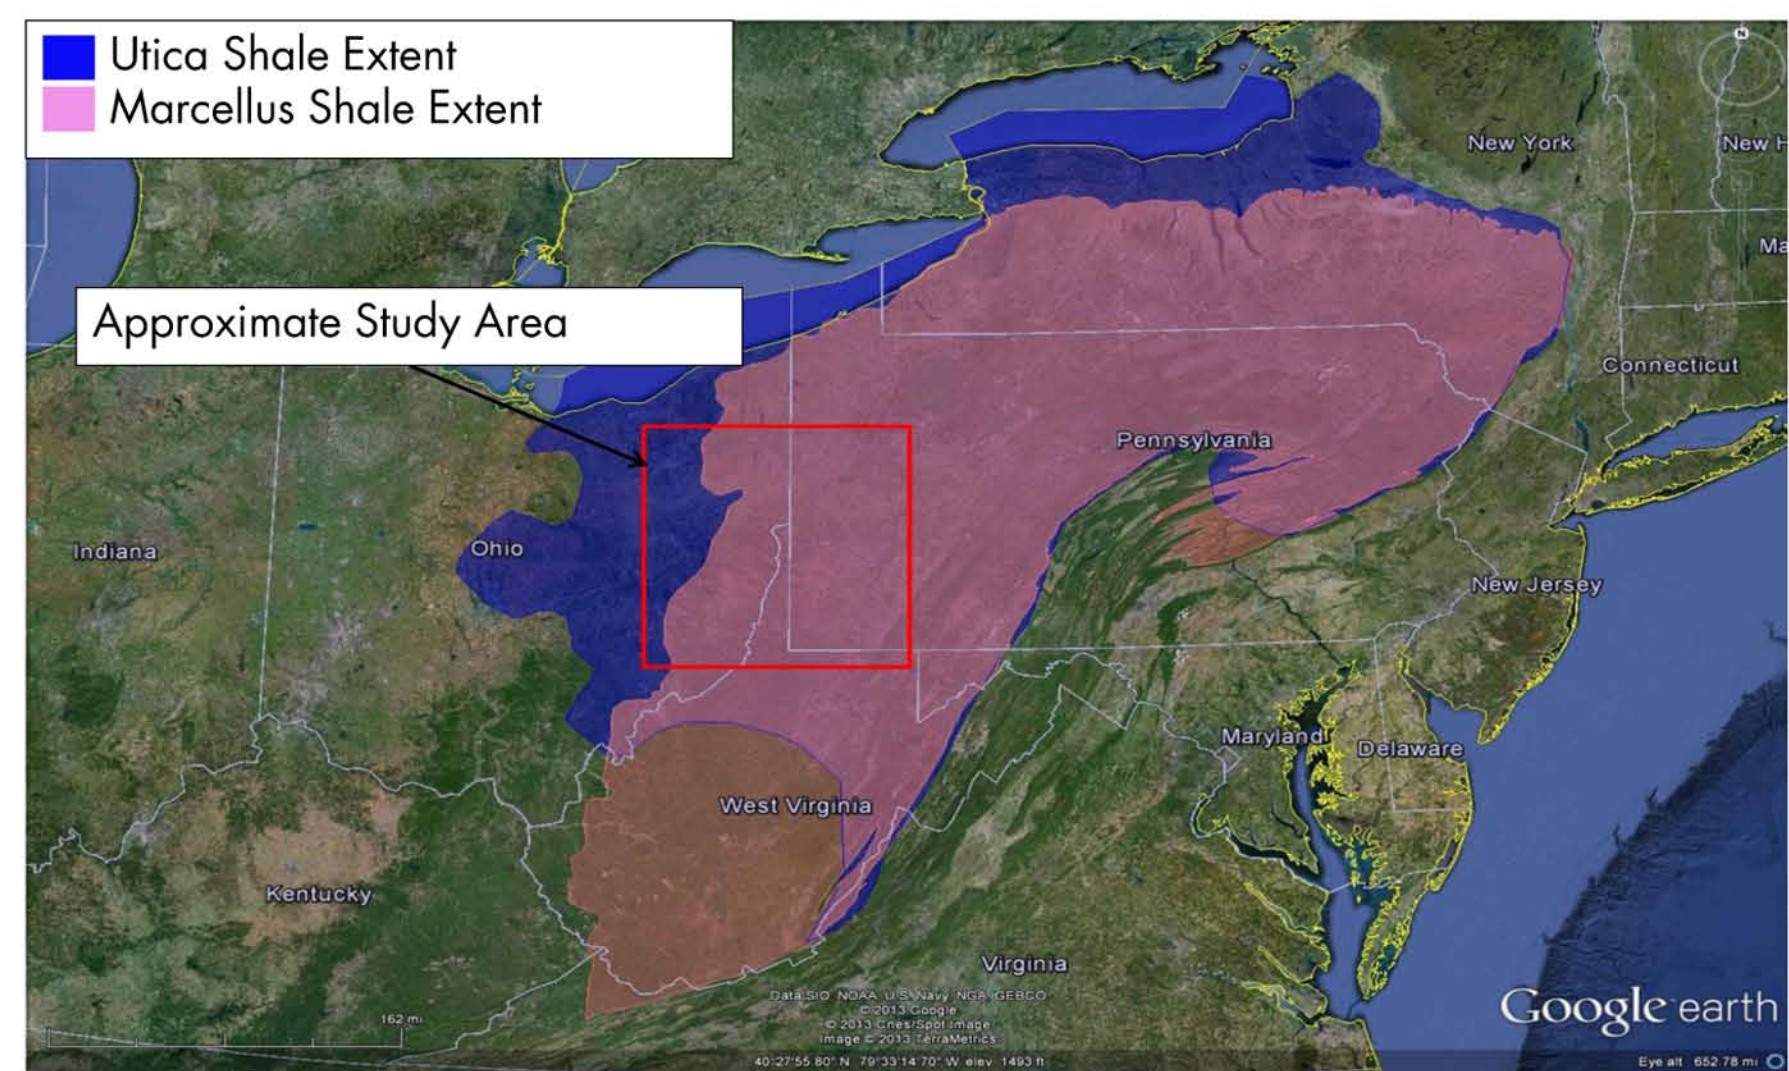 Utica Shale Extent
Marcellus Shale Extent
N
New York
New H
Ma
Approximate Study Area
Connecticut
Pennsylvania
Indiana
Ohio
New Jersey
Maryland
Delaware
West Virginia
Kentucky
Virginia
Data SIO, NOAA, U.S. Navy, NGA, GEBCO
© 2013 Google
© 2013 Cnes/Spot Image
Image © 2013 TerraMetrics
Google earth
162 mi
40°27'55.80" N 79°33'14.70" W elev 1493 ft
Eye alt 652.78 mi